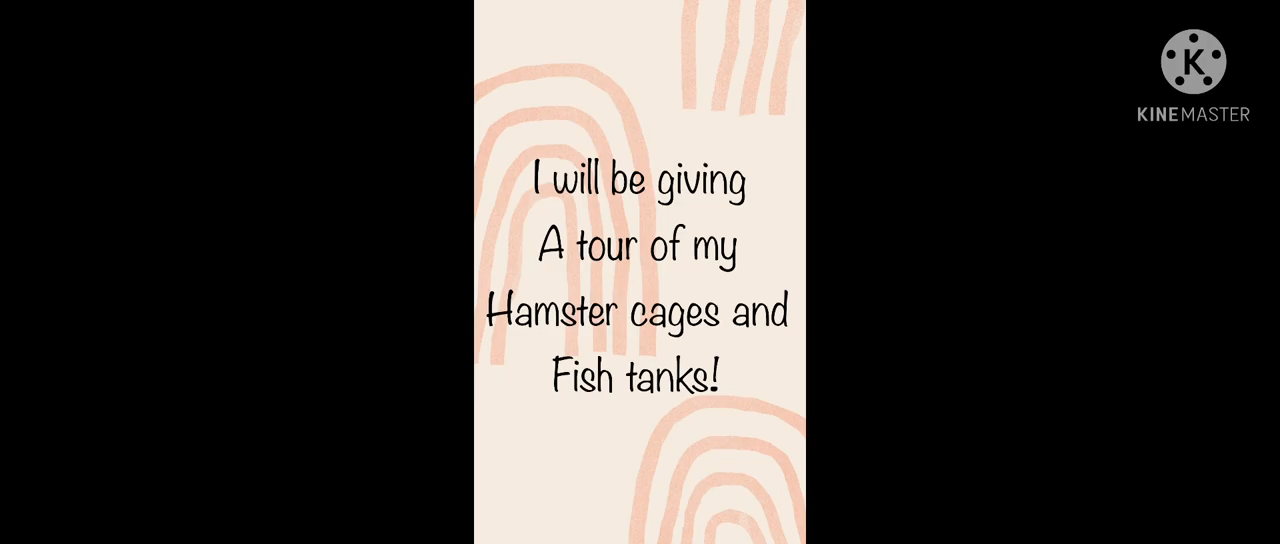 I will be giving
A tour of my
Hamster cages and
Fish tanks!
K
KINEMASTER